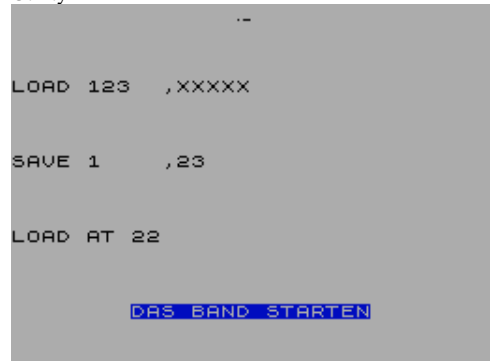 LOAD 123 ,XXXXX
SAVE 1 ,23
LOAD AT 22
DAS BAND STARTEN